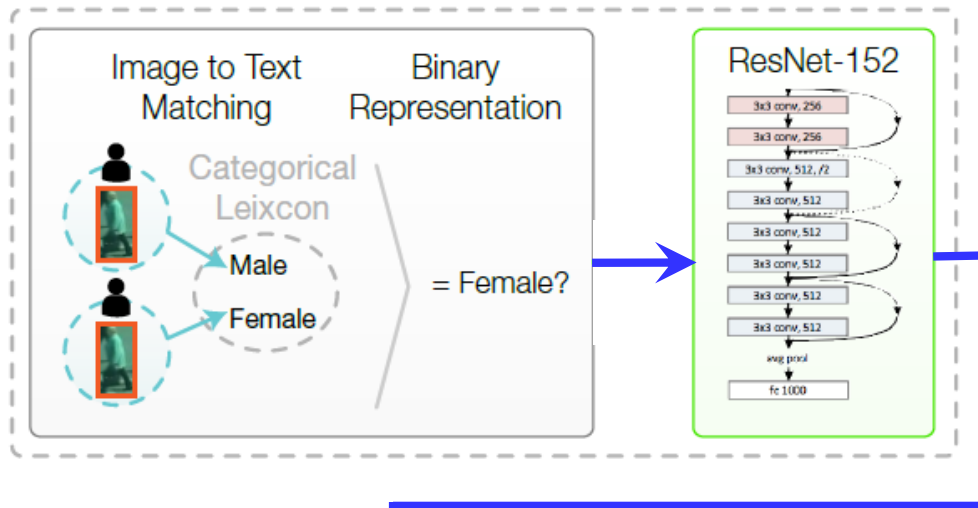 Image to Text
Matching
Binary
Representation
Categorical
Leixcon
Male
Female
= Female?
ResNet-152
3x3 conv, 256
3x3 conv, 256
3x3 conv, 512, /2
3x3 conv, 512
3x3 conv, 512
3x3 conv, 512
3x3 conv, 512
3x3 conv, 512
avg pool
fc 1000